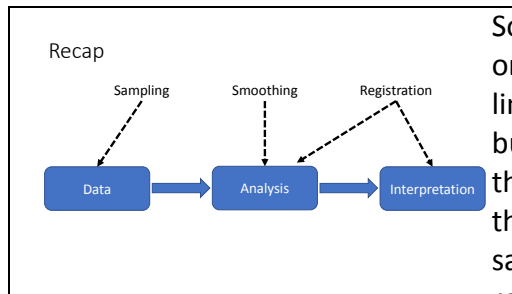 Recap
Sampling Smoothing Registration
Data Analysis Interpretation